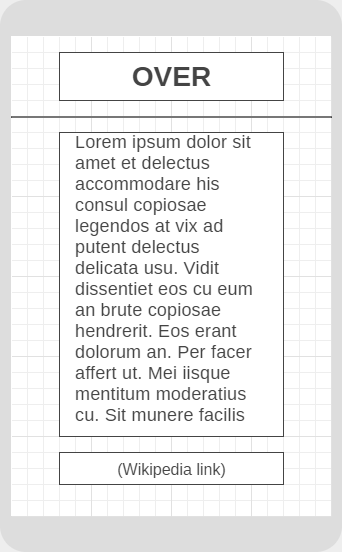 OVER
Lorem ipsum dolor sit
amet et delectus
accommodare his
consul copiosae
legendos at vix ad
putent delectus
delicata usu. Vidit
dissentiet eos cu eum
an brute copiosae
hendrerit. Eos erant
dolorum an. Per facer
affert ut. Mei iisque
mentitum moderatius
cu. Sit munere facilis
(Wikipedia link)